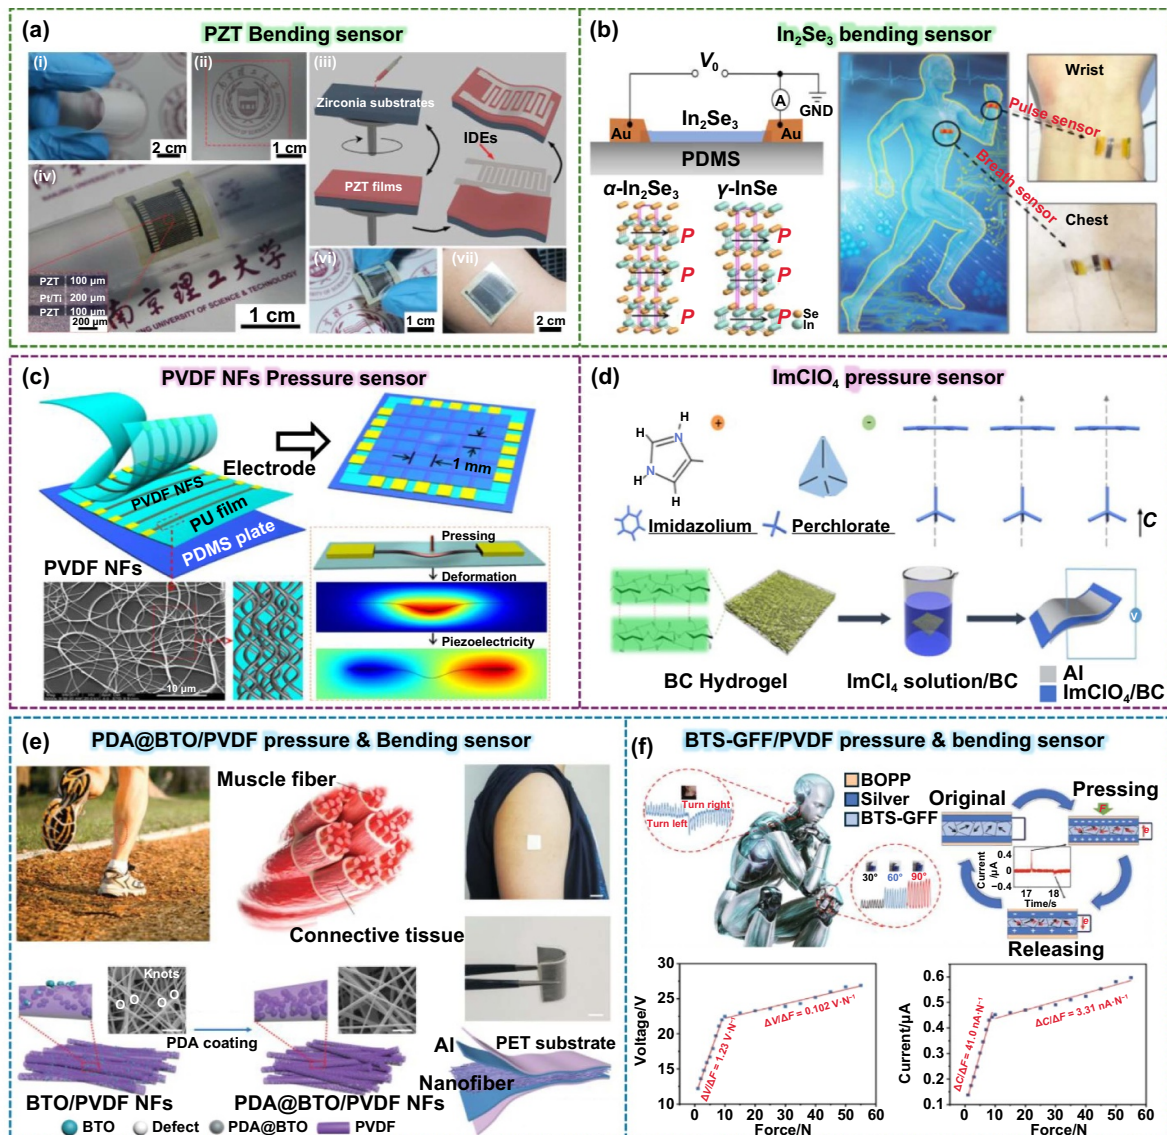 (a)
PZT Bending sensor
(i)
(ii)
(iii)
2 cm
1 cm
Zirconia substrates
IDEs
PZT films
(iv)
PZT 100 μm
Pt/Ti 200 μm
PZT 100 μm
200 μm
南京理工大学
1 cm
(vi)
1 cm
(vii)
2 cm
(b)
In₂Se₃ bending sensor
V₀
A
GND
In₂Se₃
Au
Au
PDMS
α-In₂Se₃
γ-InSe
P
P
P
P
P
P
Se
In
Pulse sensor
Breath sensor
Wrist
Chest
(c)
PVDF NFs Pressure sensor
Electrode
1 mm
PVDF NFS
PU film
PDMS plate
PVDF NFs
10 μm
Pressing
Deformation
Piezoelectricity
(d)
ImClO₄ pressure sensor
H
N
H
N
H
H
+
-
Imidazolium
Perchlorate
C
BC Hydrogel
ImCl₄ solution/BC
V
Al
ImClO₄/BC
(e)
PDA@BTO/PVDF pressure & Bending sensor
Muscle fiber
Connective tissue
Knots
PDA coating
BTO/PVDF NFs
PDA@BTO/PVDF NFs
Al
PET substrate
Nanofiber
BTO
Defect
PDA@BTO
PVDF
(f)
BTS-GFF/PVDF pressure & bending sensor
Turn right
Turn left
30°
60°
90°
BOPP
Silver
BTS-GFF
Original
Pressing
F
e
Current
/μA
0.4
0
−0.4
17
18
Time/s
e
Releasing
Voltage/V
30
25
20
15
10
ΔV/ΔF = 1.23 V·N⁻¹
ΔV/ΔF = 0.102 V·N⁻¹
0 10 20 30 40 50 60
Force/N
Current/μA
0.6
0.5
0.4
0.3
0.2
0.1
ΔC/ΔF = 41.0 nA·N⁻¹
ΔC/ΔF = 3.31 nA·N⁻¹
0 10 20 30 40 50 60
Force/N